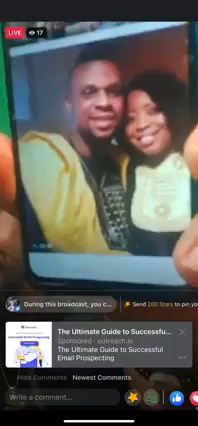 LIVE 17
During this broadcast, you c...
Send 200 Stars to pin yo
The Ultimate Guide to Successfu...
Sponsored · outreach.io
The Ultimate Guide to Successful
Email Prospecting
Hide Comments Newest Comments
Write a comment...